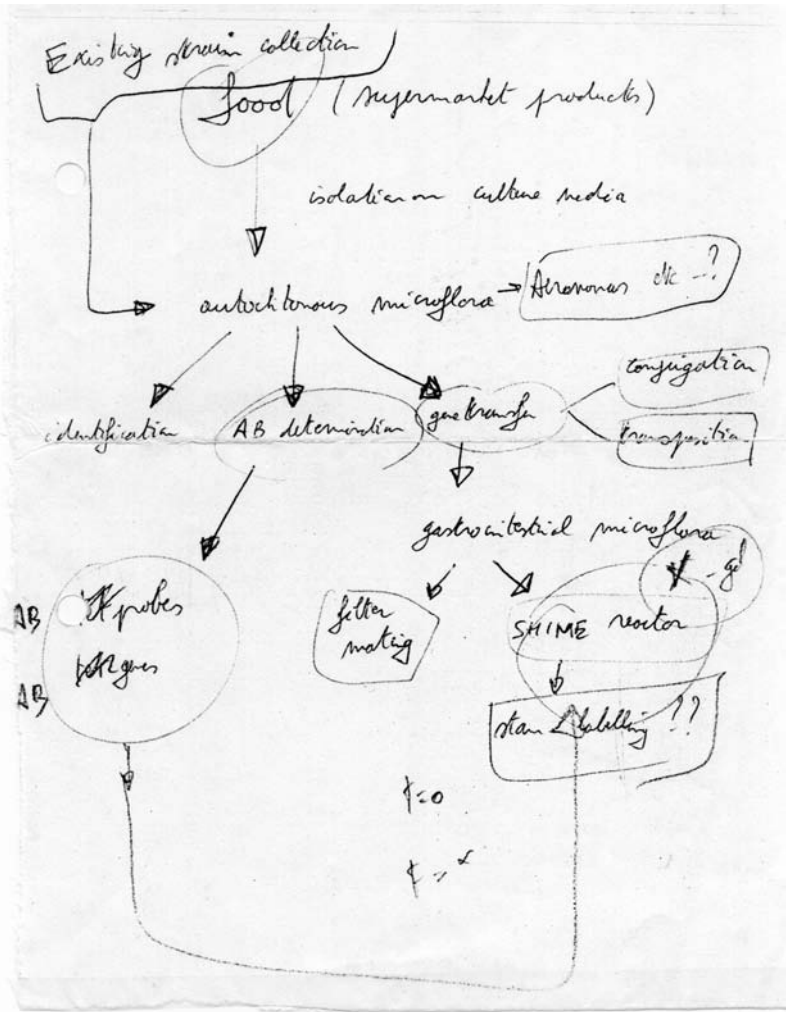 Existing strain collection
food (supermarket products)
isolation on culture media
autochtonous microflora → Aeromonas etc -?
conjugation
identification AB determination gene transfer
transposition
gastrointestinal microflora
AB probes
filter mating
SHIME reactor
AB genes
labelling ??
t=0